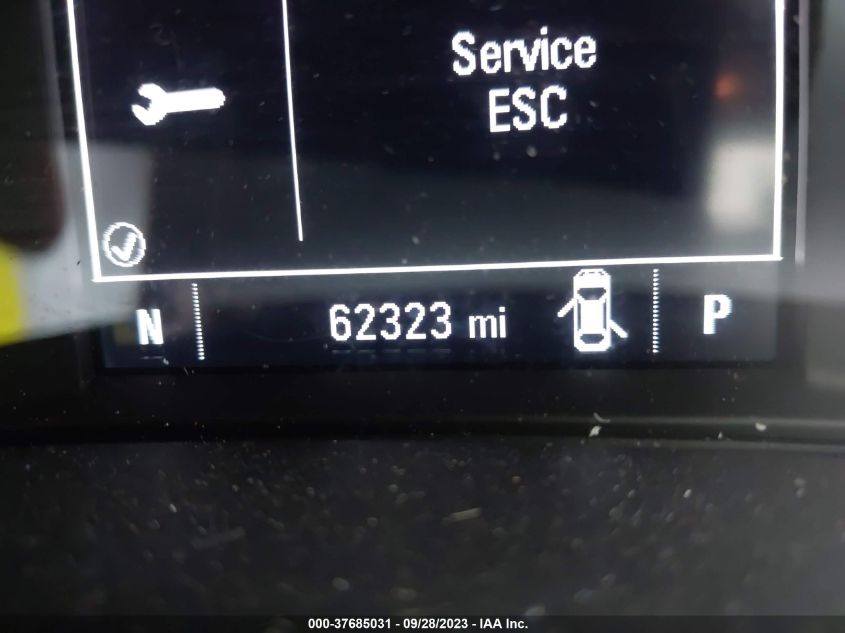 Service
ESC
N 62323 mi P
000-37685031 - 09/28/2023 - IAA Inc.